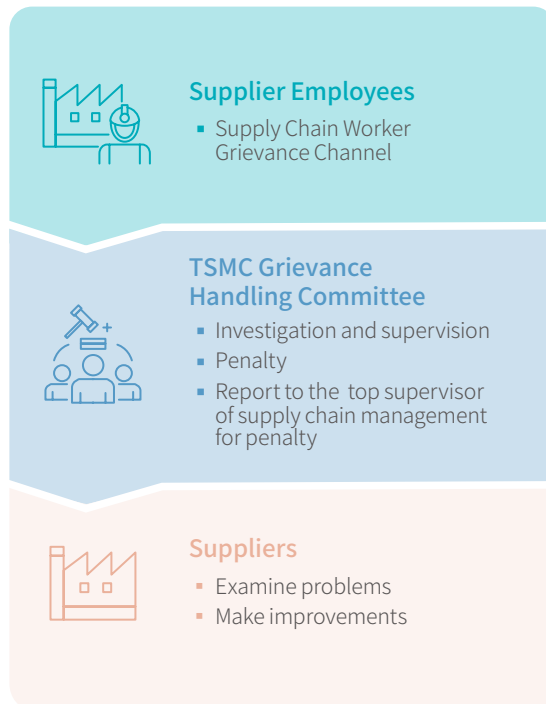 Supplier Employees
▪ Supply Chain Worker
Grievance Channel
TSMC Grievance
Handling Committee
▪ Investigation and supervision
▪ Penalty
▪ Report to the top supervisor
of supply chain management
for penalty
Suppliers
▪ Examine problems
▪ Make improvements